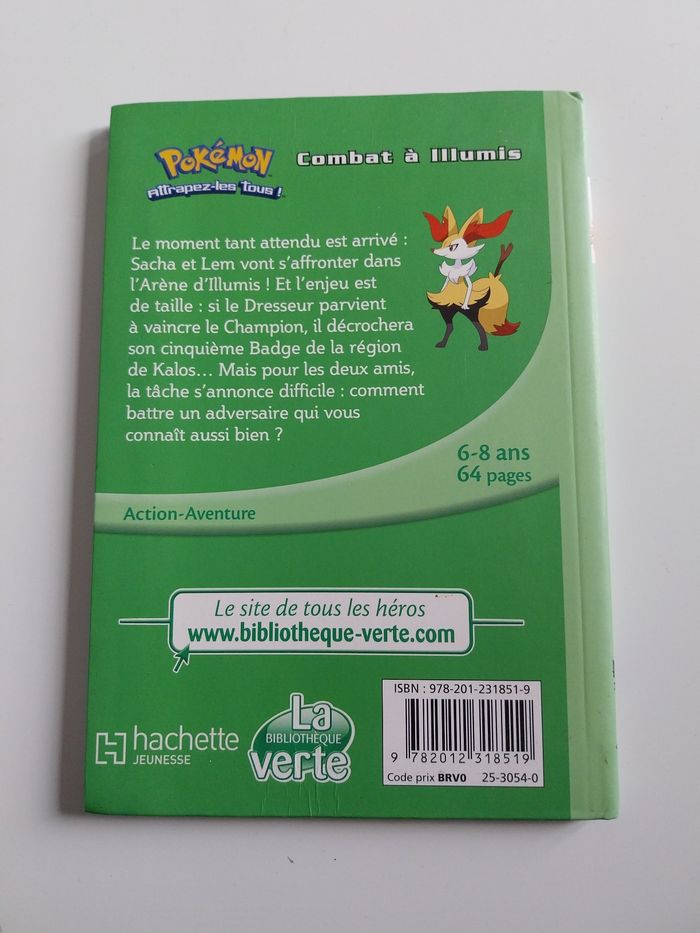 POKéMON Combat à Illumis
Attrapez-les tous !
Le moment tant attendu est arrivé :
Sacha et Lem vont s'affronter dans
l'Arène d'Illumis ! Et l'enjeu est
de taille : si le Dresseur parvient
à vaincre le Champion, il décrochera
son cinquième Badge de la région
de Kalos... Mais pour les deux amis,
la tâche s'annonce difficile : comment
battre un adversaire qui vous
connaît aussi bien ?
6-8 ans
64 pages
Action-Aventure
Le site de tous les héros
www.bibliotheque-verte.com
hachette
JEUNESSE
La
BIBLIOTHÈQUE
verte
ISBN : 978-201-231851-9
9 782012 318519
Code prix BRV0 25-3054-0